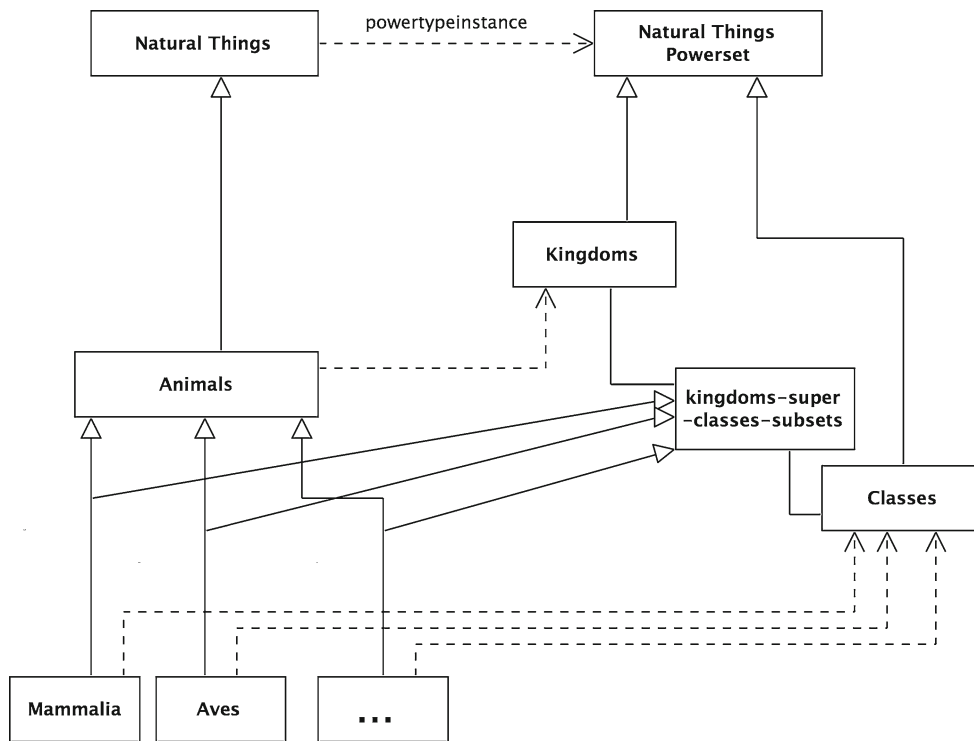 powertypeinstance
Natural Things
Natural Things
Powerset
Kingdoms
Animals
kingdoms-super
-classes-subsets
Classes
Mammalia
Aves
...